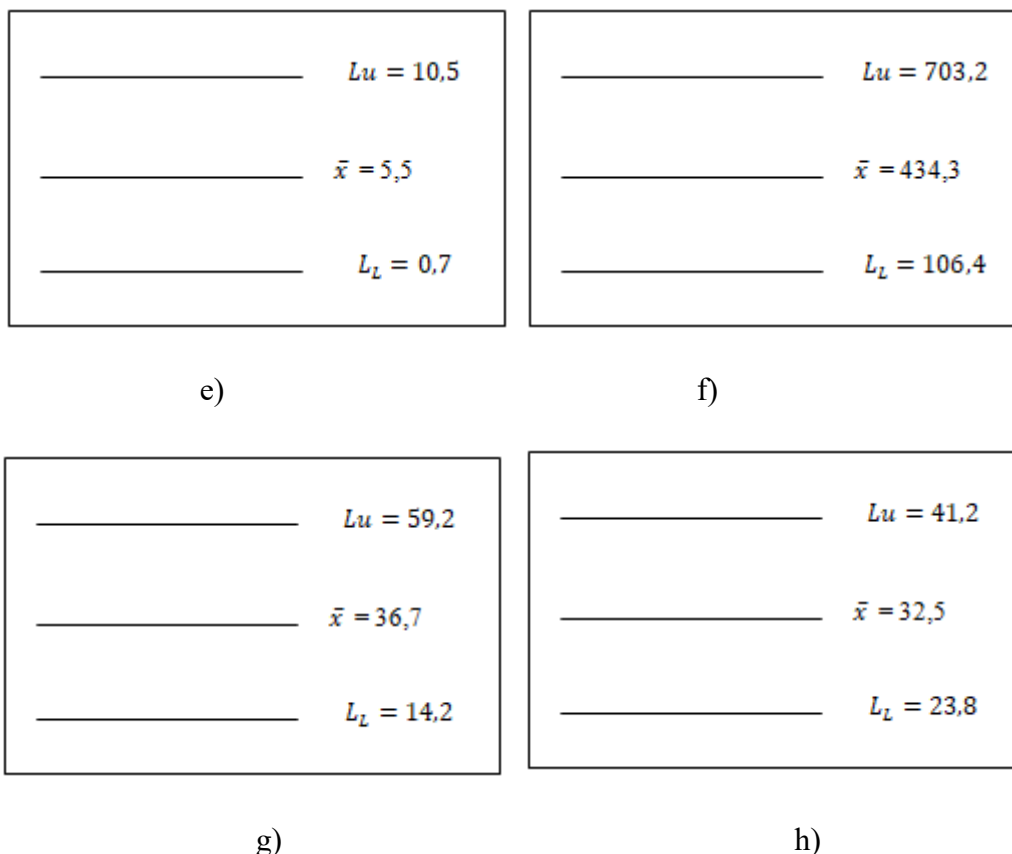 Lu = 10,5
x̄ = 5,5
L_L = 0,7
e)
Lu = 703,2
x̄ = 434,3
L_L = 106,4
f)
Lu = 59,2
x̄ = 36,7
L_L = 14,2
g)
Lu = 41,2
x̄ = 32,5
L_L = 23,8
h)